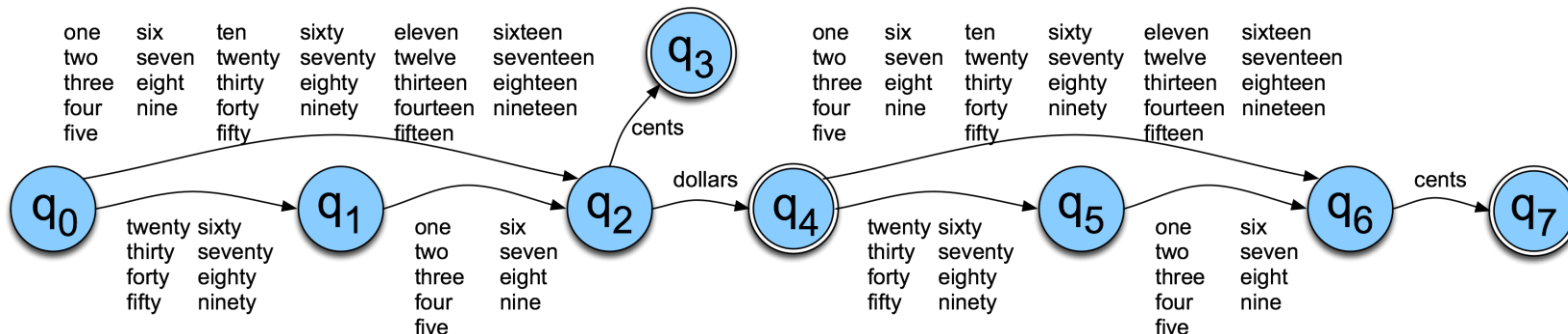 one six ten sixty eleven sixteen
two seven twenty seventy twelve seventeen
three eight thirty eighty thirteen eighteen
four nine forty ninety fourteen nineteen
five fifty fifteen
q3
cents
one six ten sixty eleven sixteen
two seven twenty seventy twelve seventeen
three eight thirty eighty thirteen eighteen
four nine forty ninety fourteen nineteen
five fifty fifteen
q0
q1
q2
dollars
q4
q5
q6
cents
q7
twenty sixty
thirty seventy
forty eighty
fifty ninety
one six
two seven
three eight
four nine
five
twenty sixty
thirty seventy
forty eighty
fifty ninety
one six
two seven
three eight
four nine
five